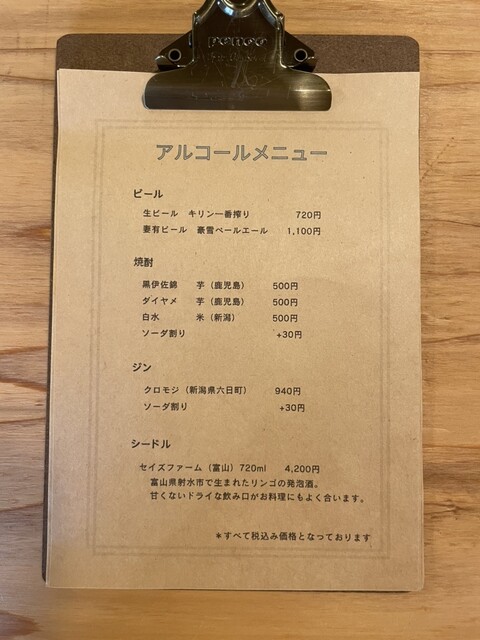 penco
アルコールメニュー
ビール
生ビール　キリン一番搾り　720円
妻有ビール　豪雪ペールエール　1,100円
焼酎
黒伊佐錦　芋（鹿児島）　500円
ダイヤメ　芋（鹿児島）　500円
白水　米（新潟）　500円
ソーダ割り　+30円
ジン
クロモジ（新潟県六日町）　940円
ソーダ割り　+30円
シードル
セイズファーム（富山）720ml　4,200円
富山県射水市で生まれたリンゴの発泡酒。
甘くないドライな飲み口がお料理にもよく合います。
＊すべて税込み価格となっております